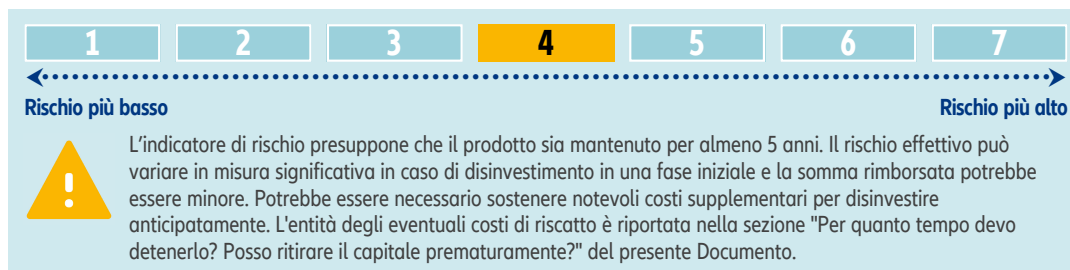 1 2 3 4 5 6 7
Rischio più basso Rischio più alto
L'indicatore di rischio presuppone che il prodotto sia mantenuto per almeno 5 anni. Il rischio effettivo può
variare in misura significativa in caso di disinvestimento in una fase iniziale e la somma rimborsata potrebbe
essere minore. Potrebbe essere necessario sostenere notevoli costi supplementari per disinvestire
anticipatamente. L'entità degli eventuali costi di riscatto è riportata nella sezione "Per quanto tempo devo
detenerlo? Posso ritirare il capitale prematuramente?" del presente Documento.